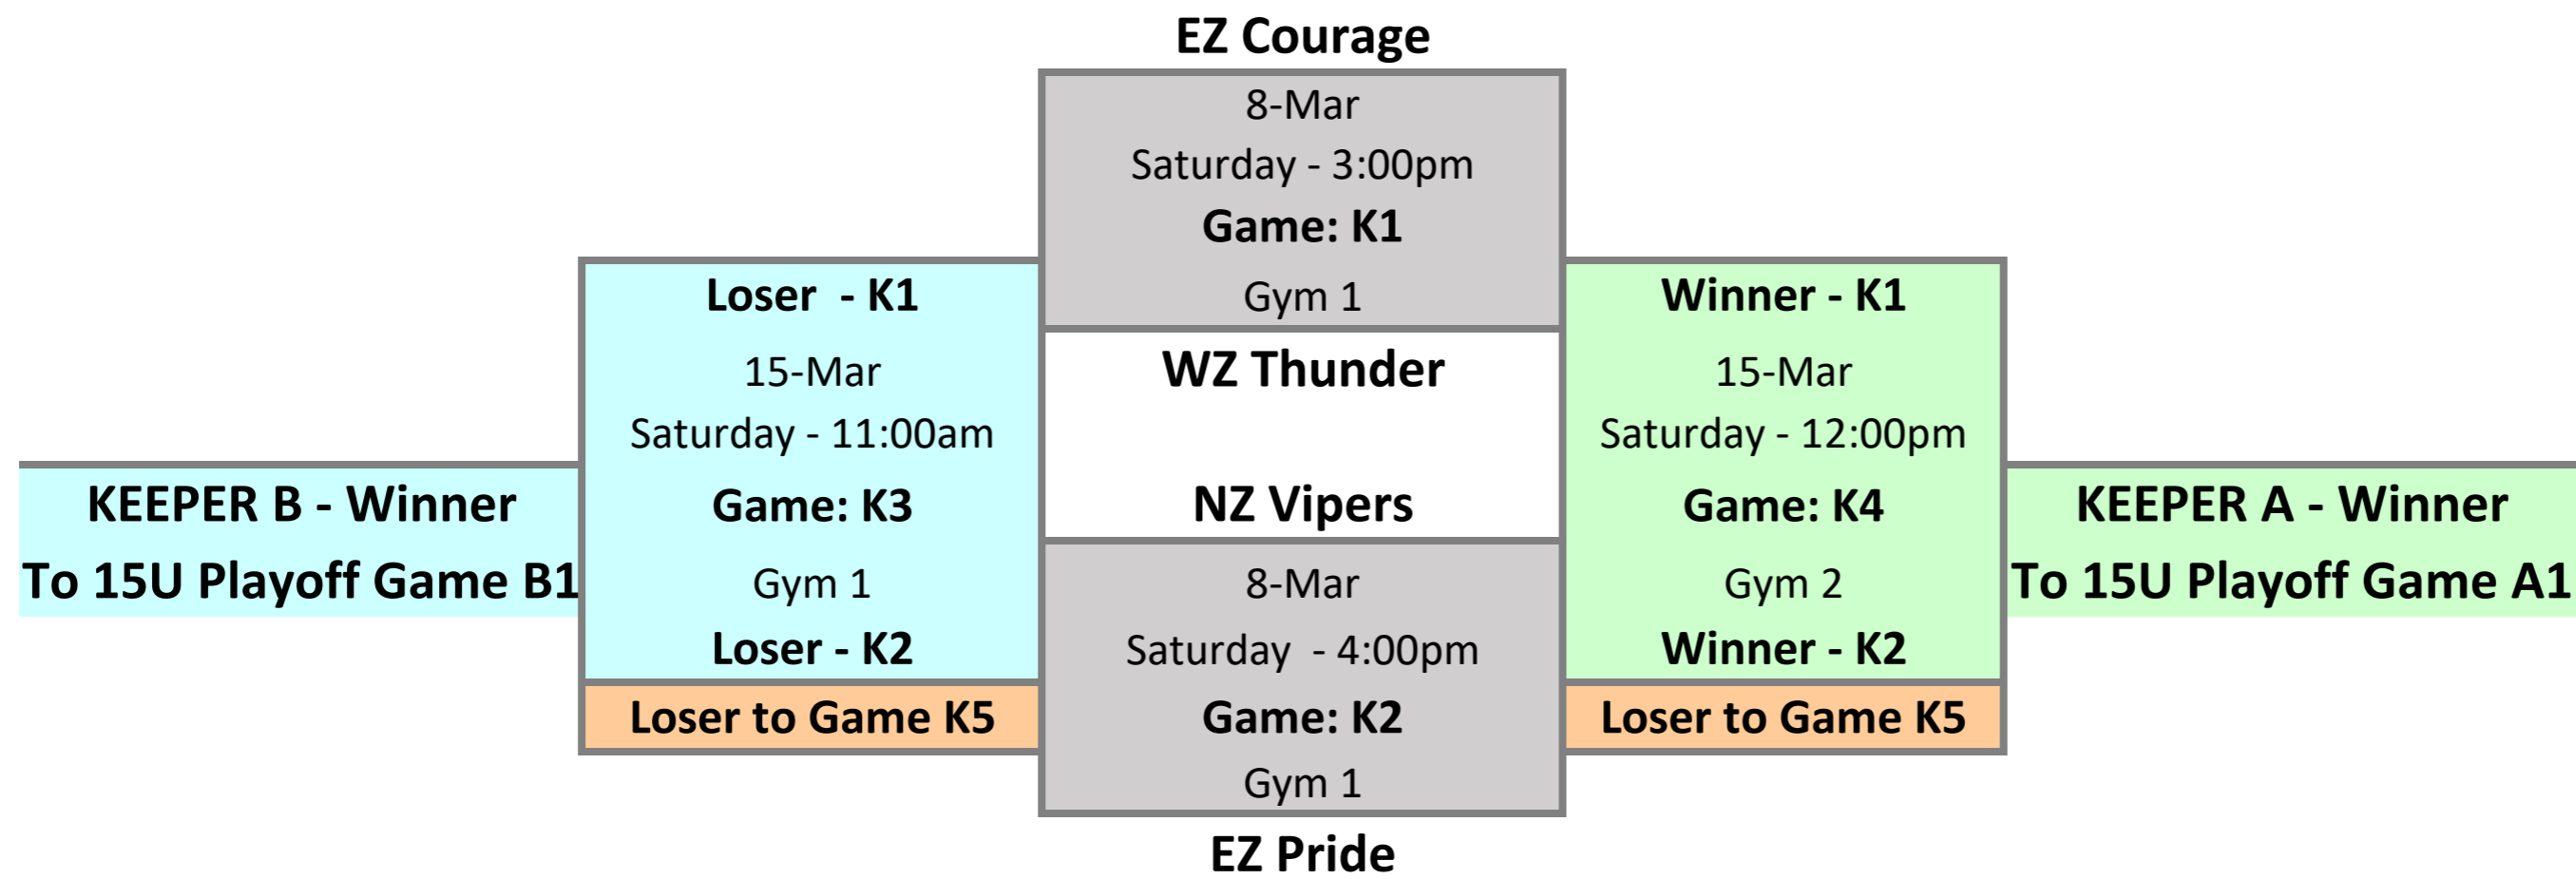 EZ Courage
8-Mar
Saturday - 3:00pm
Game: K1
Gym 1
WZ Thunder
NZ Vipers
8-Mar
Saturday  - 4:00pm
Game: K2
Gym 1
EZ Pride
Loser  - K1
15-Mar
Saturday - 11:00am
Game: K3
Gym 1
Loser - K2
Loser to Game K5
KEEPER B - Winner
To 15U Playoff Game B1
Winner - K1
15-Mar
Saturday - 12:00pm
Game: K4
Gym 2
Winner - K2
Loser to Game K5
KEEPER A - Winner
To 15U Playoff Game A1